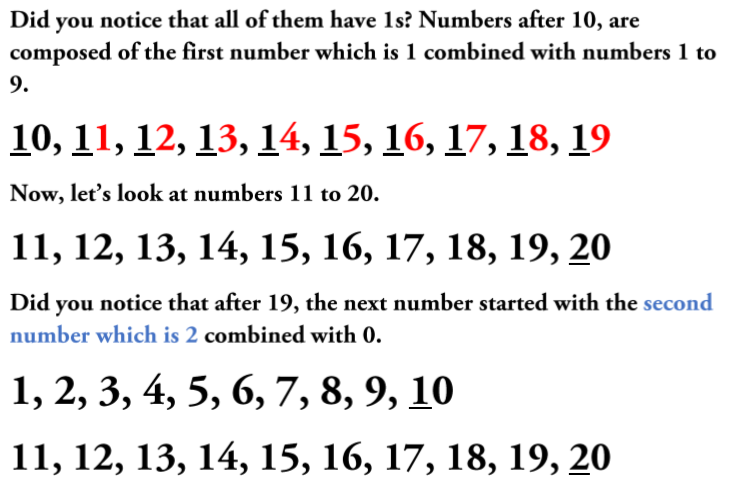 Did you notice that all of them have 1s? Numbers after 10, are
composed of the first number which is 1 combined with numbers 1 to
9.
10, 11, 12, 13, 14, 15, 16, 17, 18, 19
Now, let’s look at numbers 11 to 20.
11, 12, 13, 14, 15, 16, 17, 18, 19, 20
Did you notice that after 19, the next number started with the second
number which is 2 combined with 0.
1, 2, 3, 4, 5, 6, 7, 8, 9, 10
11, 12, 13, 14, 15, 16, 17, 18, 19, 20